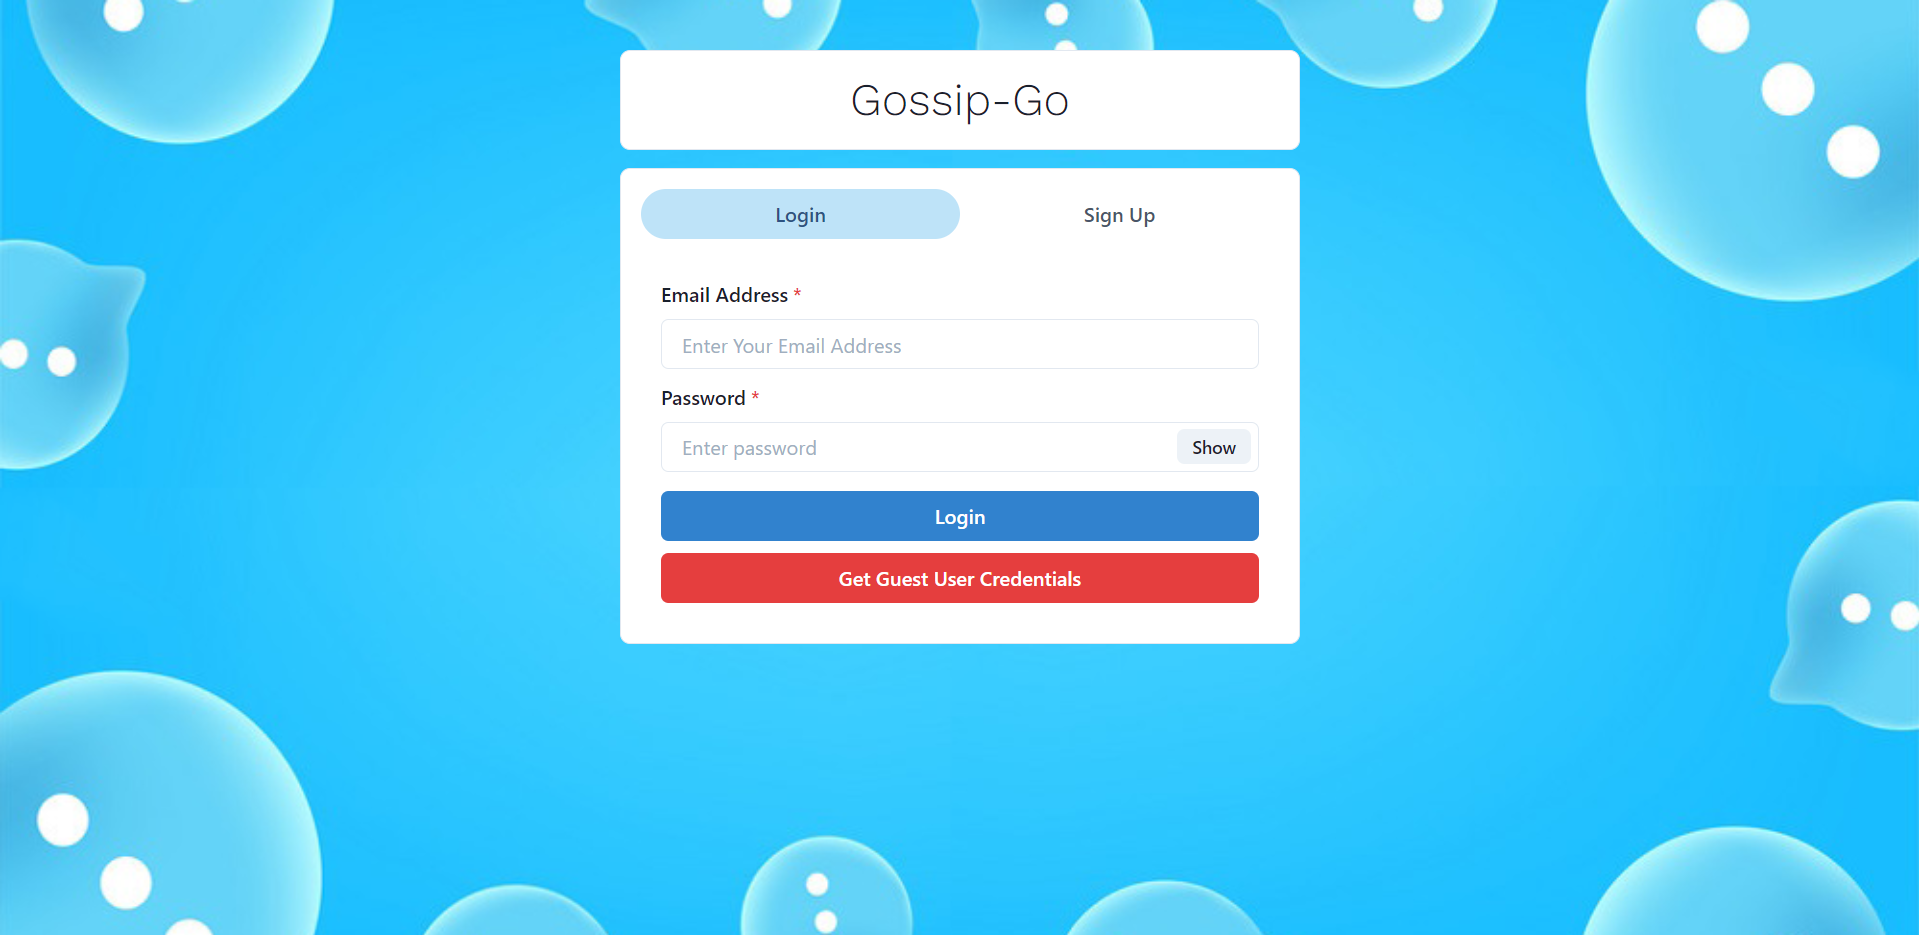 Gossip-Go
Login
Sign Up
Email Address *
Enter Your Email Address
Password *
Enter password
Show
Login
Get Guest User Credentials